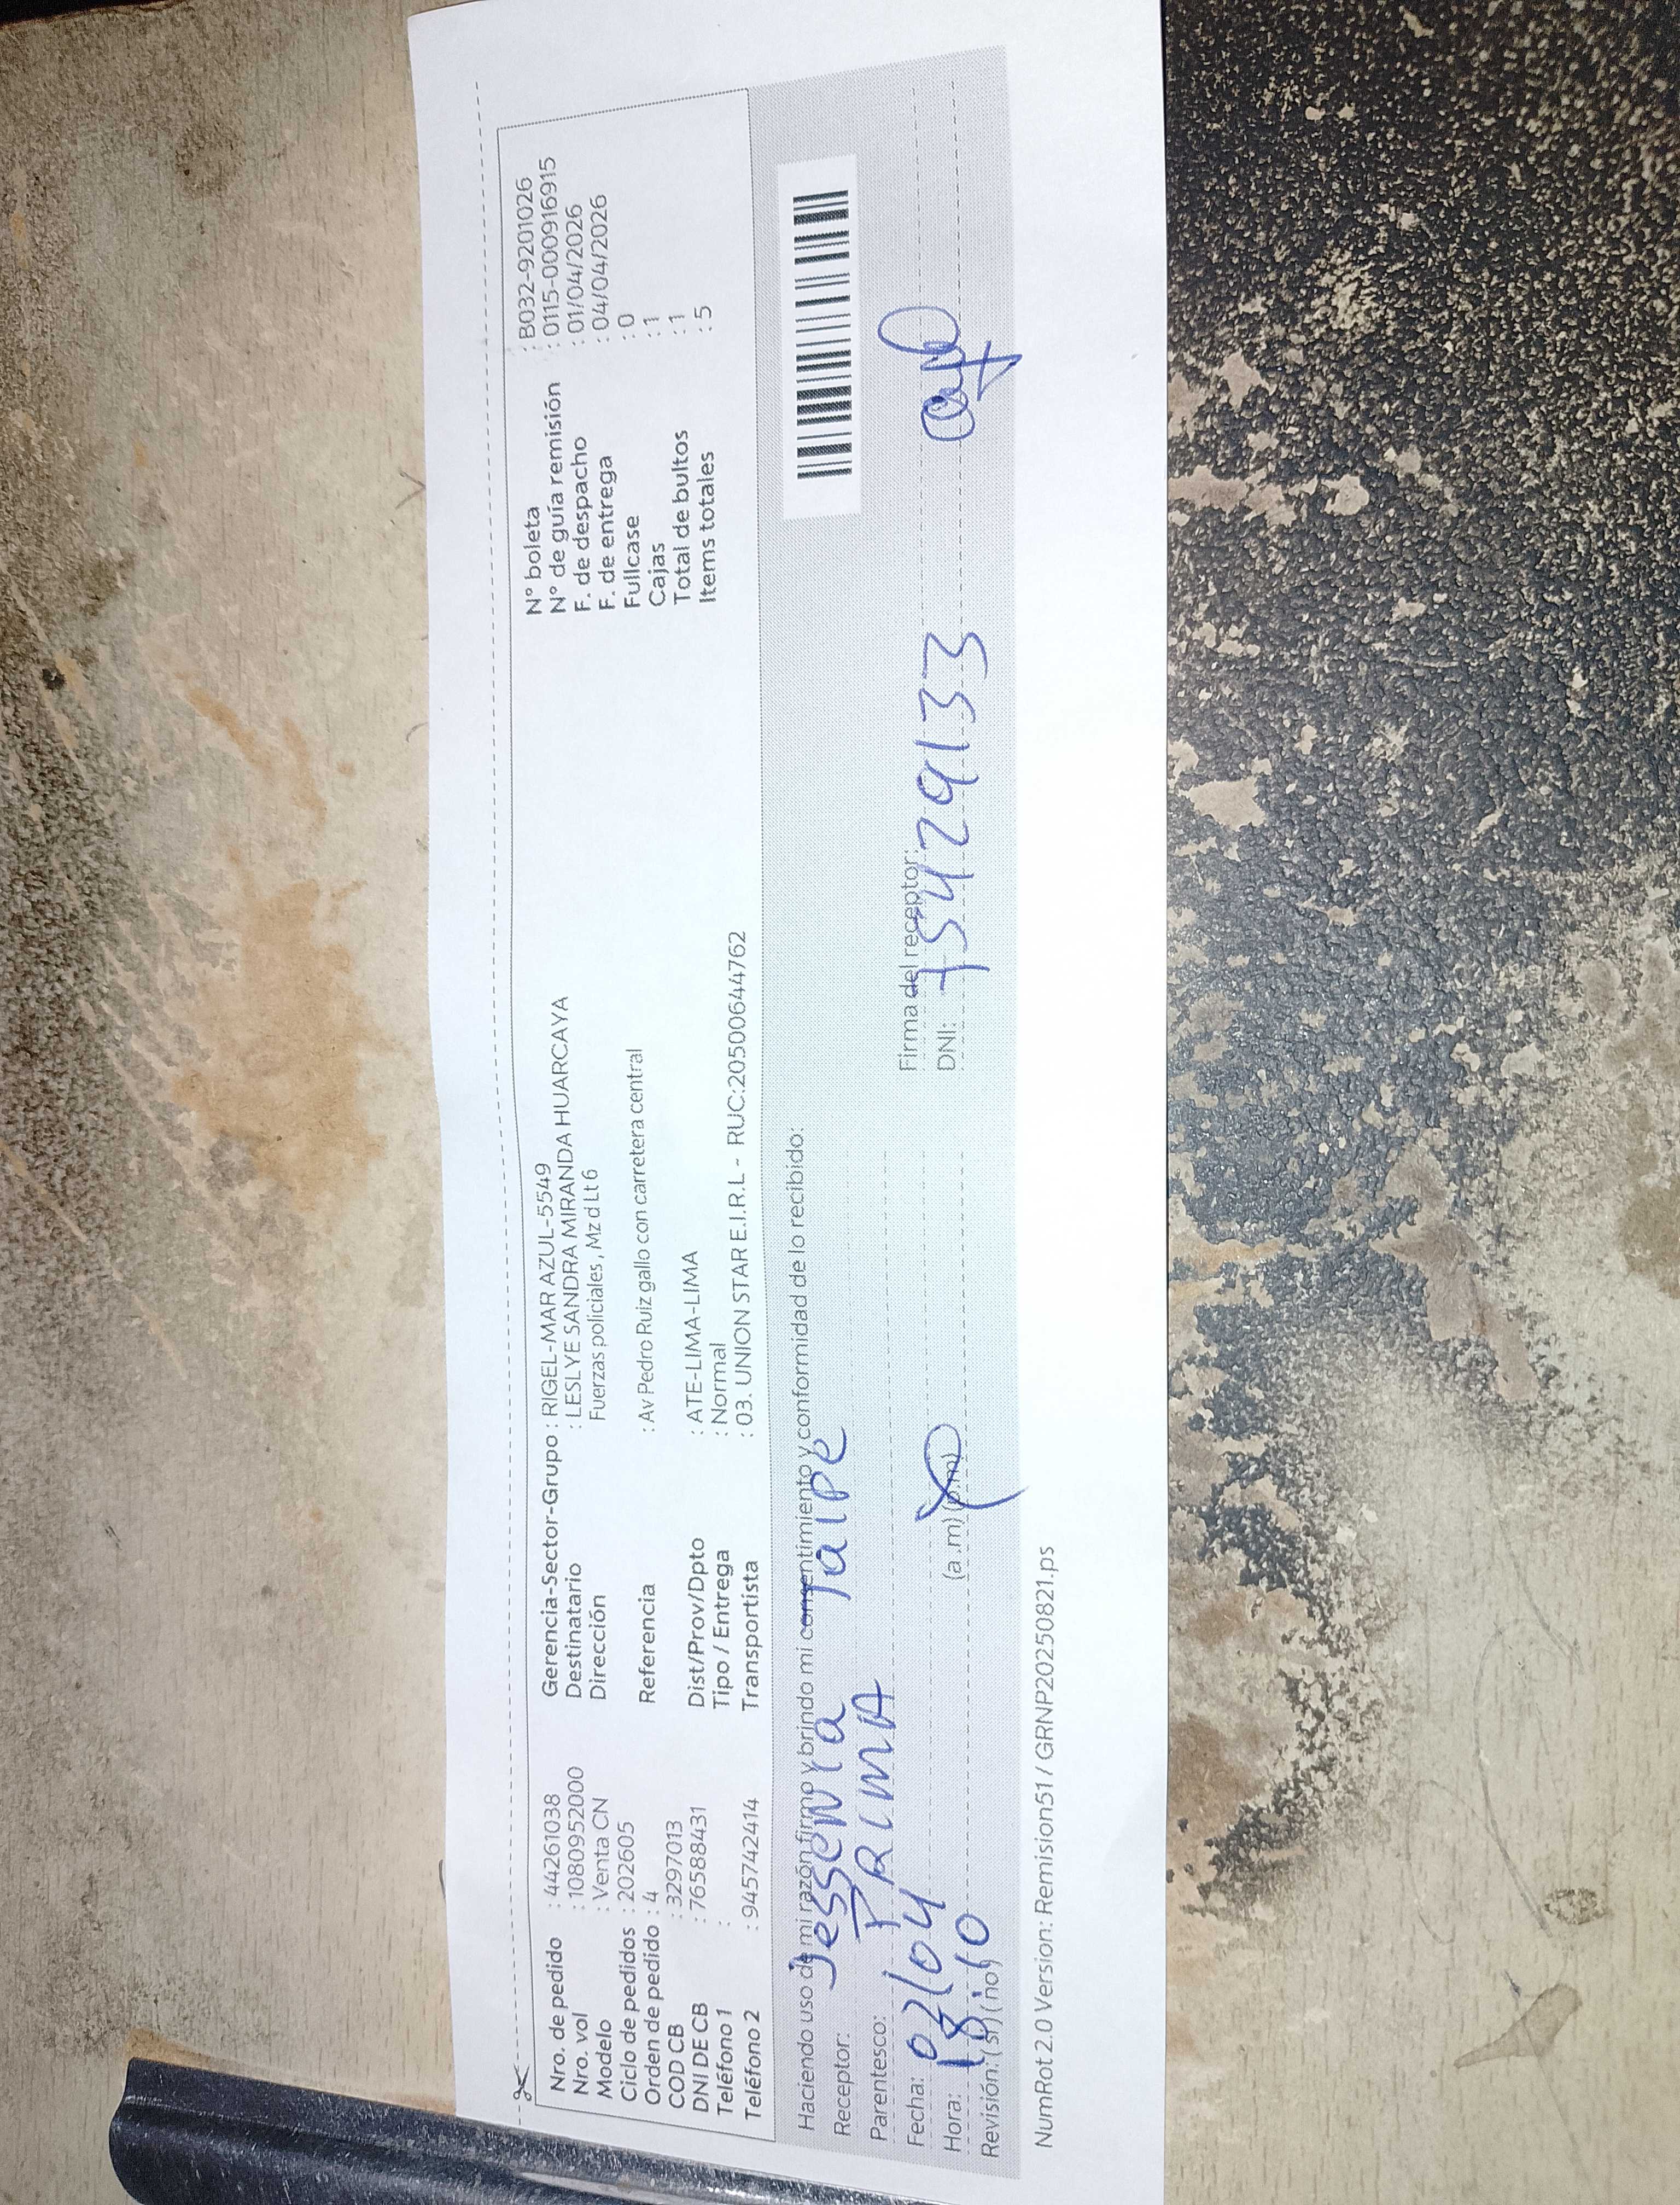 Nro. de pedido : 44261038
Nro. vol : 10809952000
Modelo : Venta CN
Ciclo de pedidos : 202605
Orden de pedido : 4
COD CB : 3297013
DNI DE CB : 76588431
Teléfono 1 :
Teléfono 2 : 945742414
Gerencia-Sector-Grupo : RIGEL-MAR AZUL-5549
Destinatario : LESLYE SANDRA MIRANDA HUARCAYA
Dirección Fuerzas policiales , Mz d Lt 6
Referencia : Av Pedro Ruiz gallo con carretera central
Dist/Prov/Dpto : ATE-LIMA-LIMA
Tipo / Entrega : Normal
Transportista : 03. UNION STAR E.I.R.L - RUC:20500644762
N° boleta : B032-9201026
N° de guía remisión : 0115-000916915
F. de despacho : 01/04/2026
F. de entrega : 04/04/2026
Fullcase : 0
Cajas : 1
Total de bultos : 1
Items totales : 5
Haciendo uso de mi razón firmo y brindo mi consentimiento y conformidad de lo recibido:
Receptor: Jessenia Taipe
Parentesco: PRIMA
Fecha: 02/04
Hora: 18:10 (a.m) (p.m)
Revisión: (si) (no)
Firma del receptor:
DNI: 75429133
NumRot 2.0 Version: Remision51 / GRNP20250821.ps